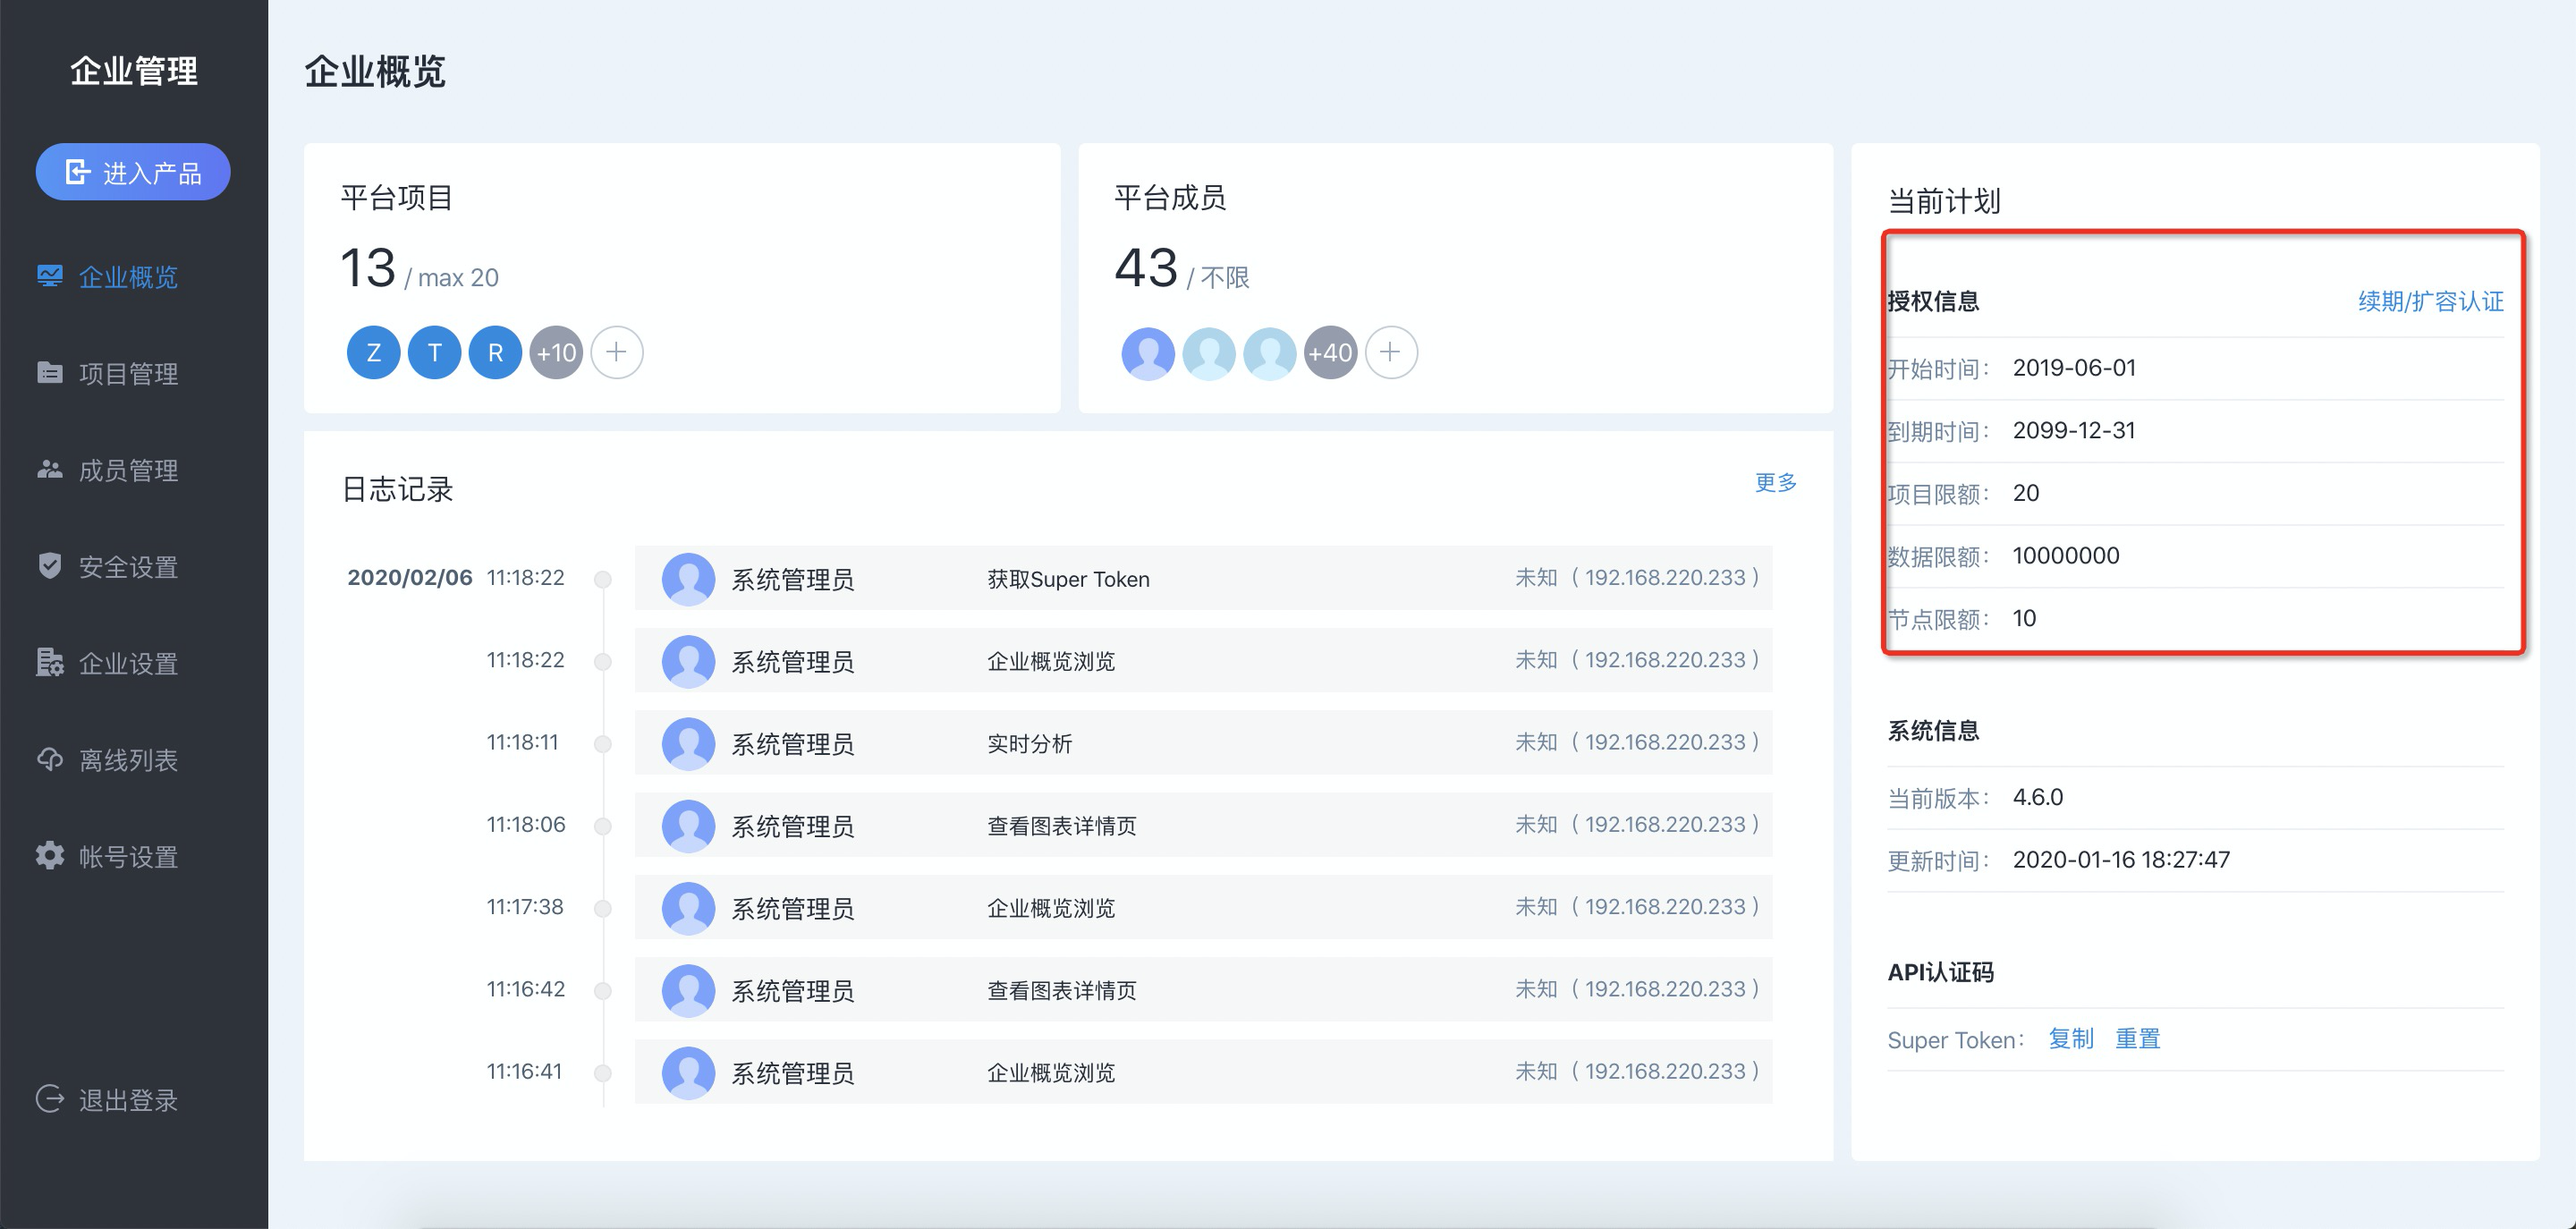 企业管理
进入产品
企业概览
项目管理
成员管理
安全设置
企业设置
离线列表
帐号设置
退出登录
企业概览
平台项目
13 / max 20
Z T R +10
平台成员
43 / 不限
+40
日志记录 更多
2020/02/06 11:18:22 系统管理员 获取Super Token 未知 ( 192.168.220.233 )
11:18:22 系统管理员 企业概览浏览 未知 ( 192.168.220.233 )
11:18:11 系统管理员 实时分析 未知 ( 192.168.220.233 )
11:18:06 系统管理员 查看图表详情页 未知 ( 192.168.220.233 )
11:17:38 系统管理员 企业概览浏览 未知 ( 192.168.220.233 )
11:16:42 系统管理员 查看图表详情页 未知 ( 192.168.220.233 )
11:16:41 系统管理员 企业概览浏览 未知 ( 192.168.220.233 )
当前计划
授权信息 续期/扩容认证
开始时间： 2019-06-01
到期时间： 2099-12-31
项目限额： 20
数据限额： 10000000
节点限额： 10
系统信息
当前版本： 4.6.0
更新时间： 2020-01-16 18:27:47
API认证码
Super Token： 复制 重置